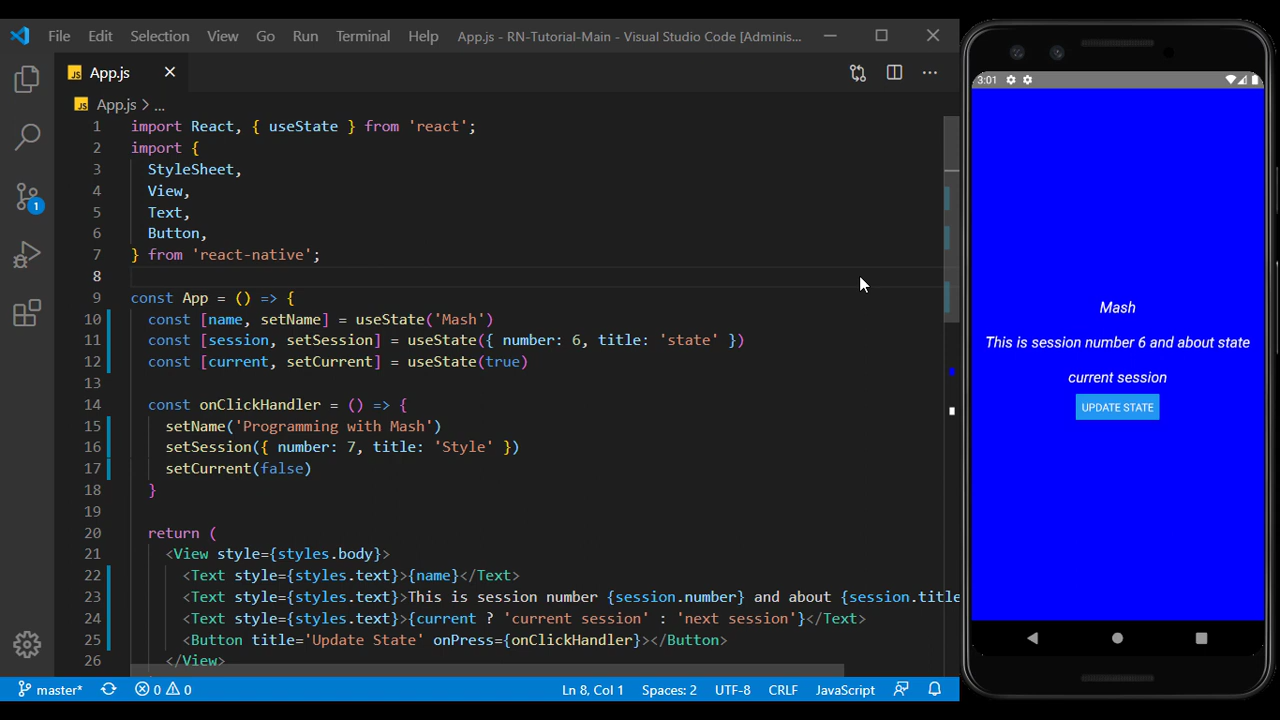 File Edit Selection View Go Run Terminal Help App.js - RN-Tutorial-Main - Visual Studio Code [Adminis...
JS App.js
JS App.js > ...
1 import React, { useState } from 'react';
2 import {
3 StyleSheet,
4 View,
5 Text,
6 Button,
7 } from 'react-native';
8
9 const App = () => {
10 const [name, setName] = useState('Mash')
11 const [session, setSession] = useState({ number: 6, title: 'state' })
12 const [current, setCurrent] = useState(true)
13
14 const onClickHandler = () => {
15 setName('Programming with Mash')
16 setSession({ number: 7, title: 'Style' })
17 setCurrent(false)
18 }
19
20 return (
21 <View style={styles.body}>
22 <Text style={styles.text}>{name}</Text>
23 <Text style={styles.text}>This is session number {session.number} and about {session.title
24 <Text style={styles.text}>{current ? 'current session' : 'next session'}</Text>
25 <Button title='Update State' onPress={onClickHandler}></Button>
26 </View>
1
master* 0 0 Ln 8, Col 1 Spaces: 2 UTF-8 CRLF JavaScript
3:01
Mash
This is session number 6 and about state
current session
UPDATE STATE